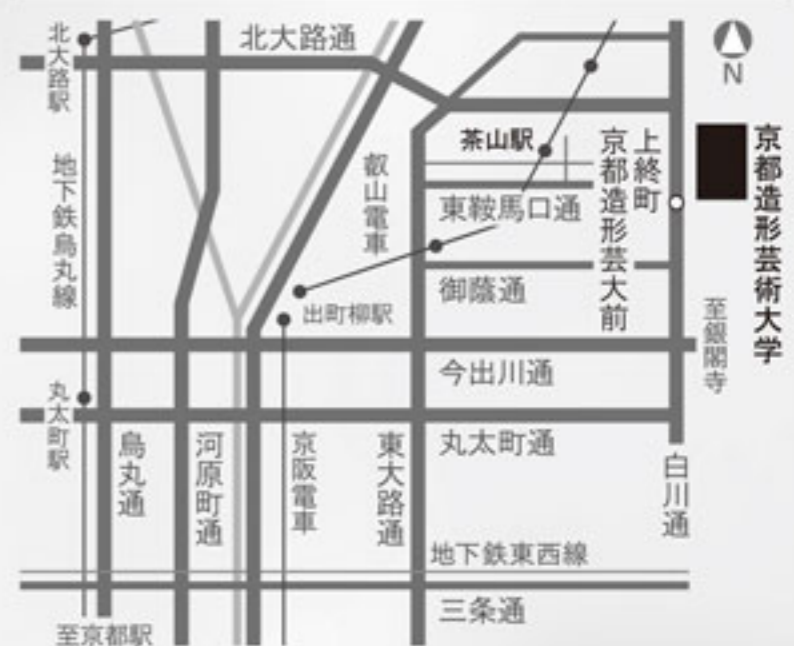 北大路駅
北大路通
N
地下鉄烏丸線
叡山電車
茶山駅
東鞍馬口通
上終町
京都造形芸大前
京都造形芸術大学
御蔭通
出町柳駅
至銀閣寺
今出川通
丸太町駅
丸太町通
烏丸通
河原町通
京阪電車
東大路通
白川通
地下鉄東西線
三条通
至京都駅